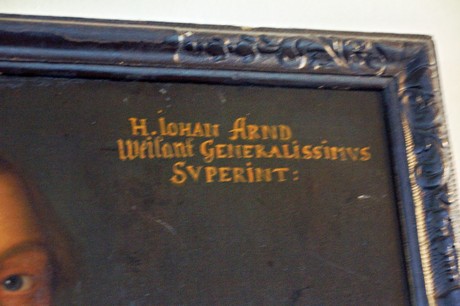 H. IOHAN ARND
Weilant GENERALISSIMVS
SVPERINT: